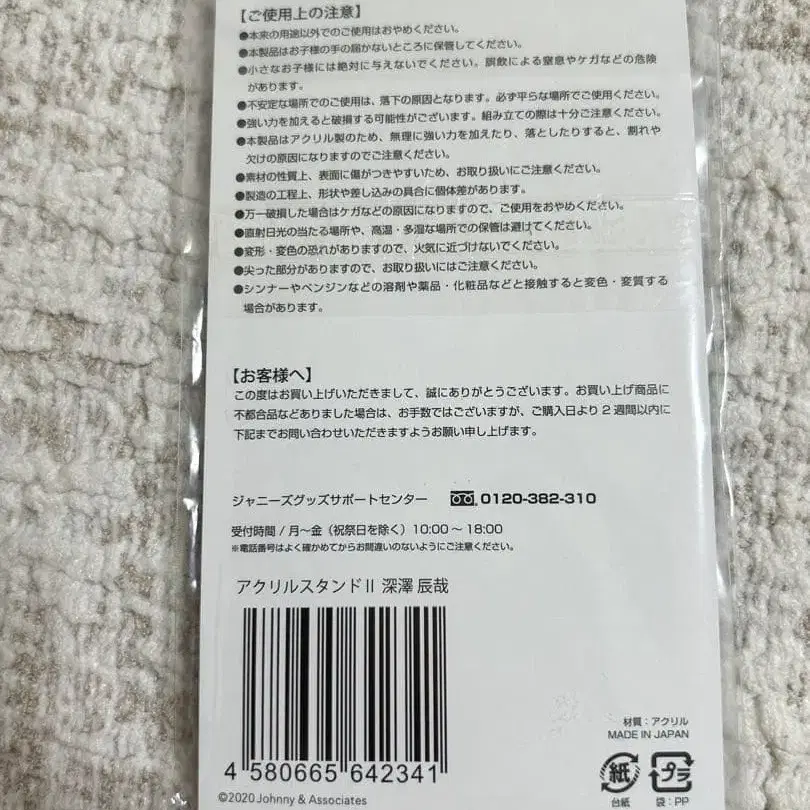 【ご使用上の注意】
●本来の用途以外でのご使用はおやめください。
●本製品はお子様の手の届かないところに保管してください。
●小さなお子様には絶対に与えないでください。誤飲による窒息やケガなどの危険
があります。
●不安定な場所でのご使用は、落下の原因となります。必ず平らな場所でご使用ください。
●強い力を加えると破損する可能性がございます。組み立ての際は十分ご注意ください。
●本製品はアクリル製のため、無理に強い力を加えたり、落としたりすると、割れや
欠けの原因になりますのでご注意ください。
●素材の性質上、表面に傷がつきやすいため、お取り扱いにご注意ください。
●製造の工程上、形状や差し込みの具合に個体差があります。
●万一破損した場合はケガなどの原因になりますので、ご使用をおやめください。
●直射日光の当たる場所や、高温・多湿な場所での保管は避けてください。
●変形・変色の恐れがありますので、火気に近づけないでください。
●尖った部分がありますので、お取り扱いにはご注意ください。
●シンナーやベンジンなどの溶剤や薬品・化粧品などと接触すると変色・変質する
場合があります。
【お客様へ】
この度はお買い上げいただきまして、誠にありがとうございます。お買い上げ商品に
不都合品などありました場合は、お手数ではございますが、ご購入日より2週間以内に
下記までお問い合わせいただきますようお願い申し上げます。
ジャニーズグッズサポートセンター 0120-382-310
受付時間/月〜金（祝祭日を除く）10:00〜18:00
※電話番号はよく確かめてからお間違いのないようにご注意ください。
アクリルスタンドⅡ 深澤 辰哉
4 580665 642341
©2020 Johnny & Associates
材質：アクリル
MADE IN JAPAN
紙 プラ
台紙 袋：PP